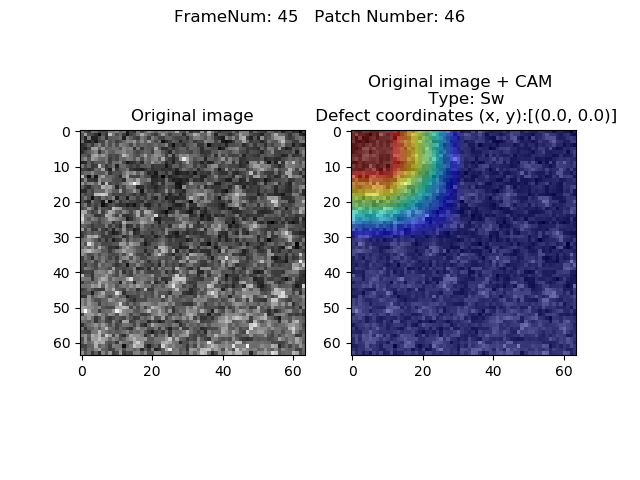 FrameNum: 45   Patch Number: 46
Original image
0
10
20
30
40
50
60
0 20 40 60
Original image + CAM
Type: Sw
Defect coordinates (x, y):[(0.0, 0.0)]
0
10
20
30
40
50
60
0 20 40 60